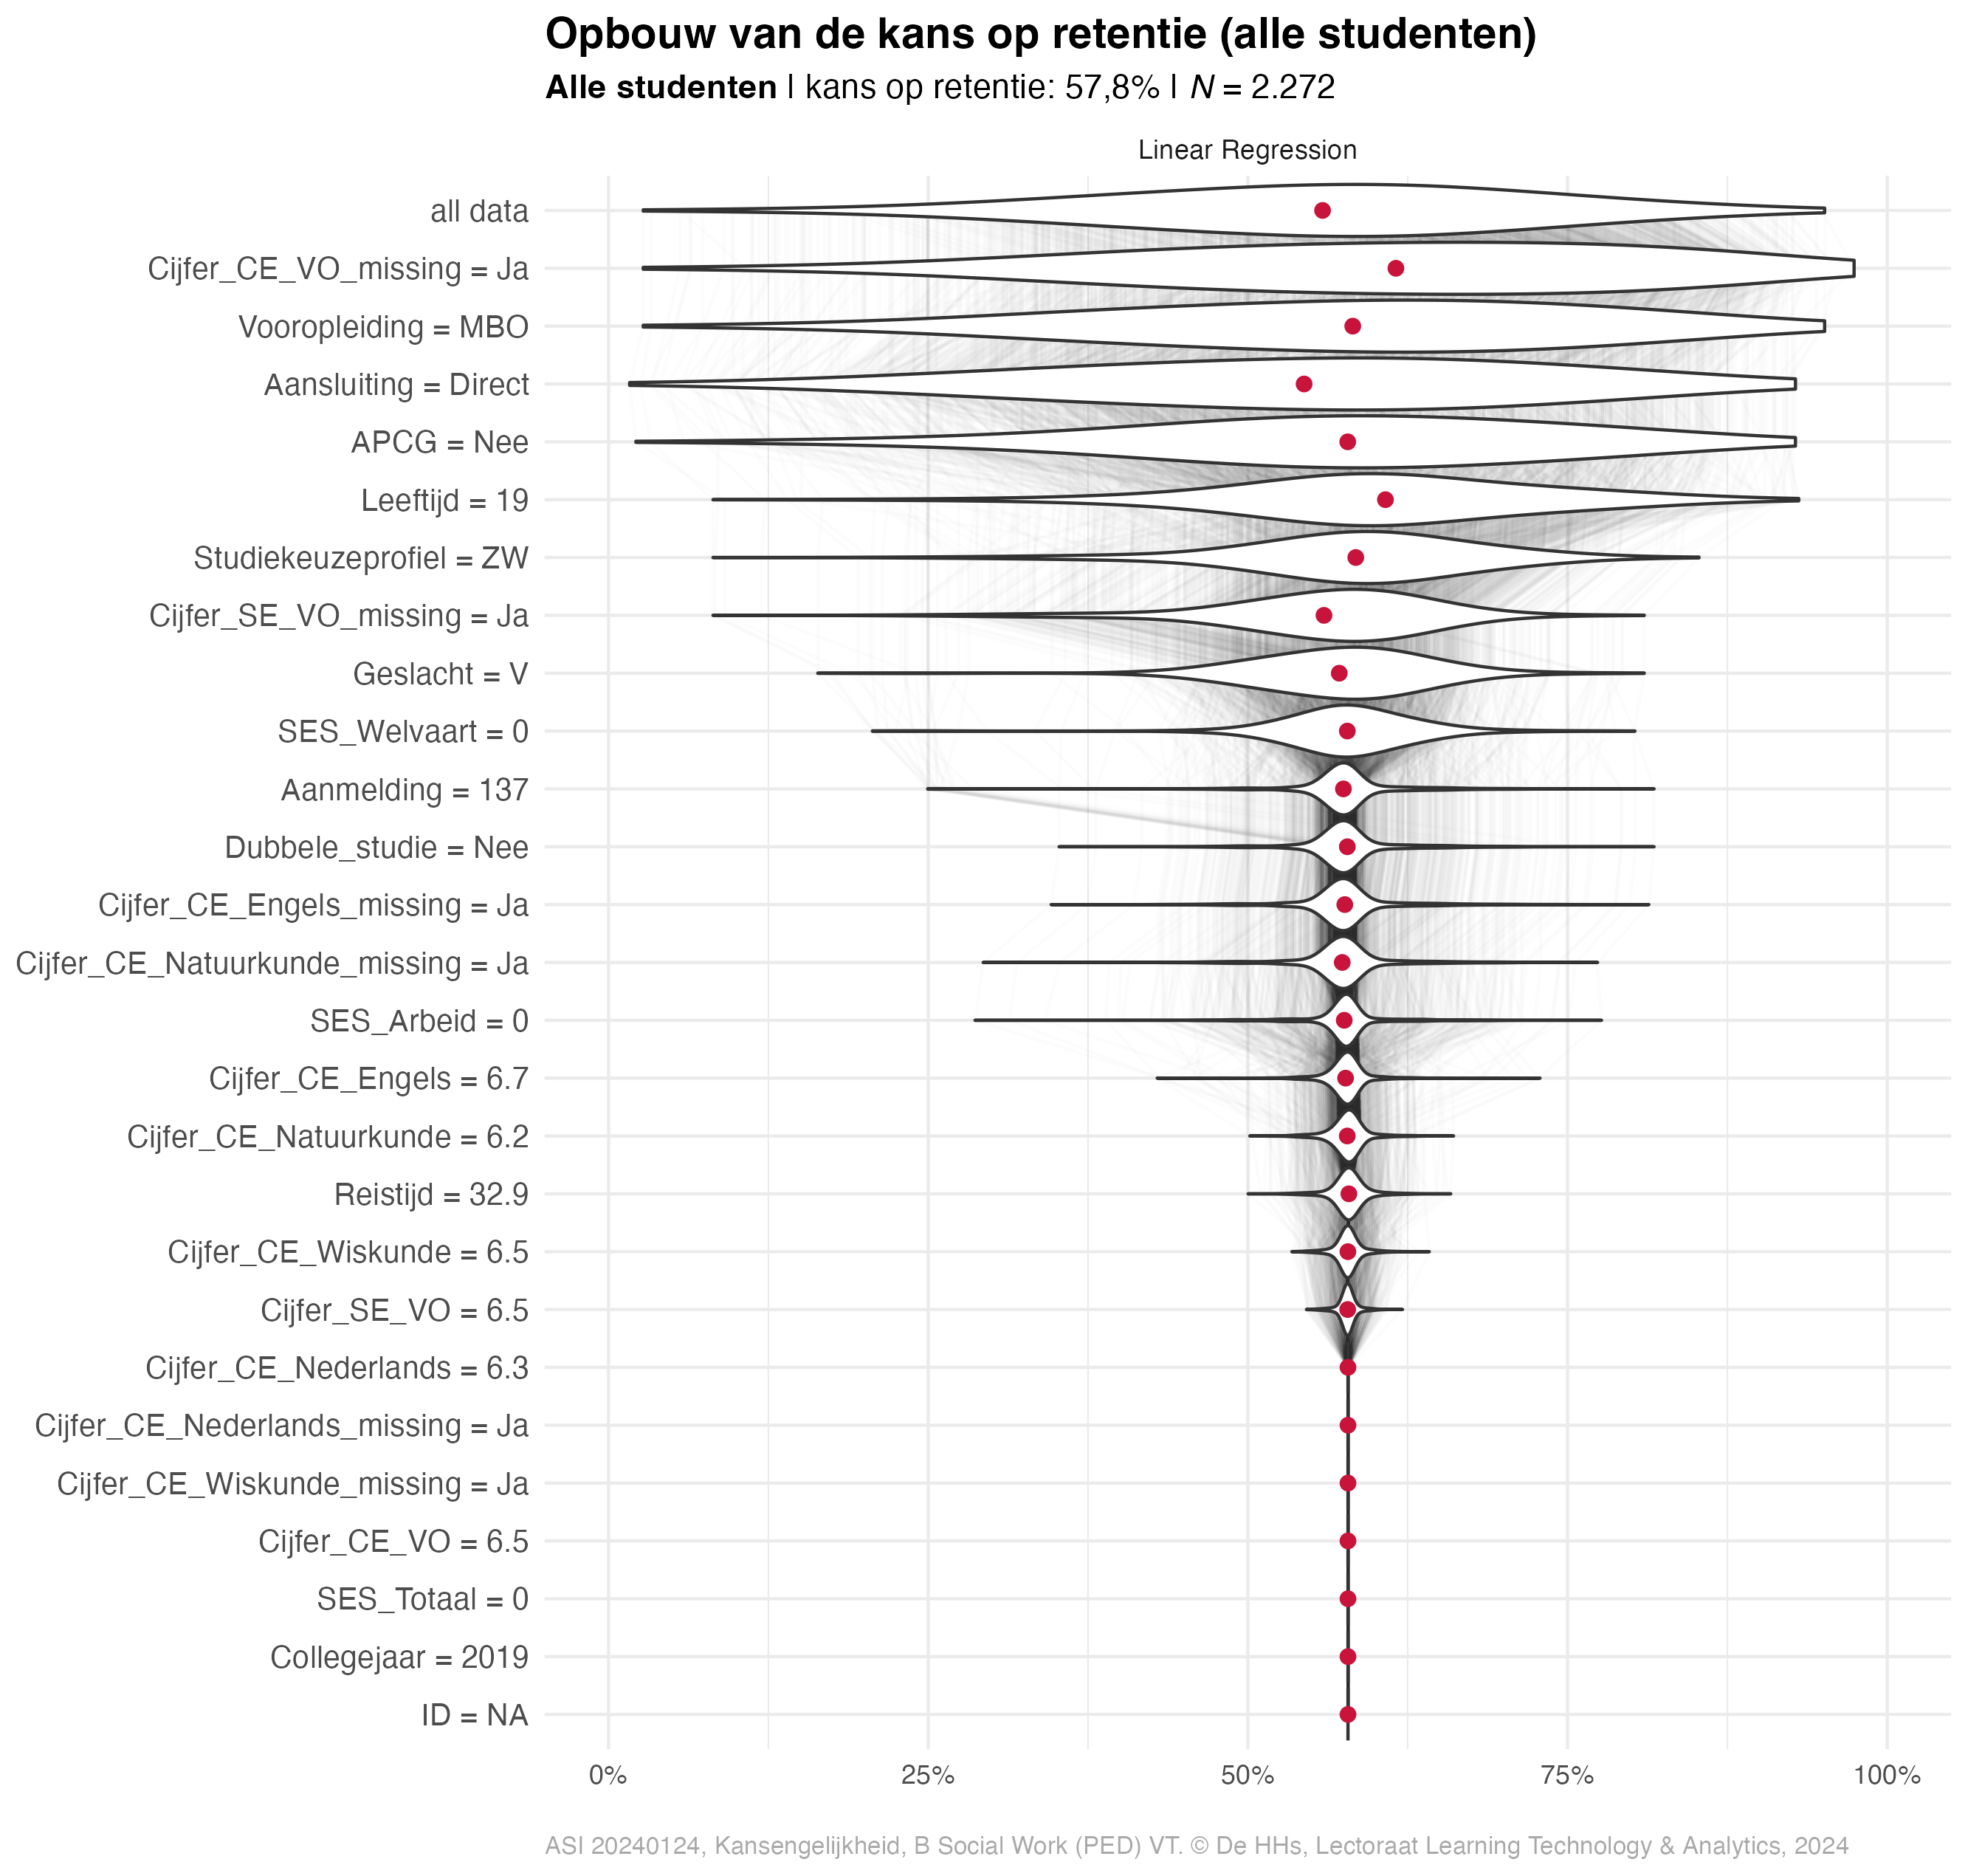 Opbouw van de kans op retentie (alle studenten)
Alle studenten | kans op retentie: 57,8% | N = 2.272
Linear Regression
all data
Cijfer_CE_VO_missing = Ja
Vooropleiding = MBO
Aansluiting = Direct
APCG = Nee
Leeftijd = 19
Studiekeuzeprofiel = ZW
Cijfer_SE_VO_missing = Ja
Geslacht = V
SES_Welvaart = 0
Aanmelding = 137
Dubbele_studie = Nee
Cijfer_CE_Engels_missing = Ja
Cijfer_CE_Natuurkunde_missing = Ja
SES_Arbeid = 0
Cijfer_CE_Engels = 6.7
Cijfer_CE_Natuurkunde = 6.2
Reistijd = 32.9
Cijfer_CE_Wiskunde = 6.5
Cijfer_SE_VO = 6.5
Cijfer_CE_Nederlands = 6.3
Cijfer_CE_Nederlands_missing = Ja
Cijfer_CE_Wiskunde_missing = Ja
Cijfer_CE_VO = 6.5
SES_Totaal = 0
Collegejaar = 2019
ID = NA
0% 25% 50% 75% 100%
ASI 20240124, Kansengelijkheid, B Social Work (PED) VT. © De HHs, Lectoraat Learning Technology & Analytics, 2024